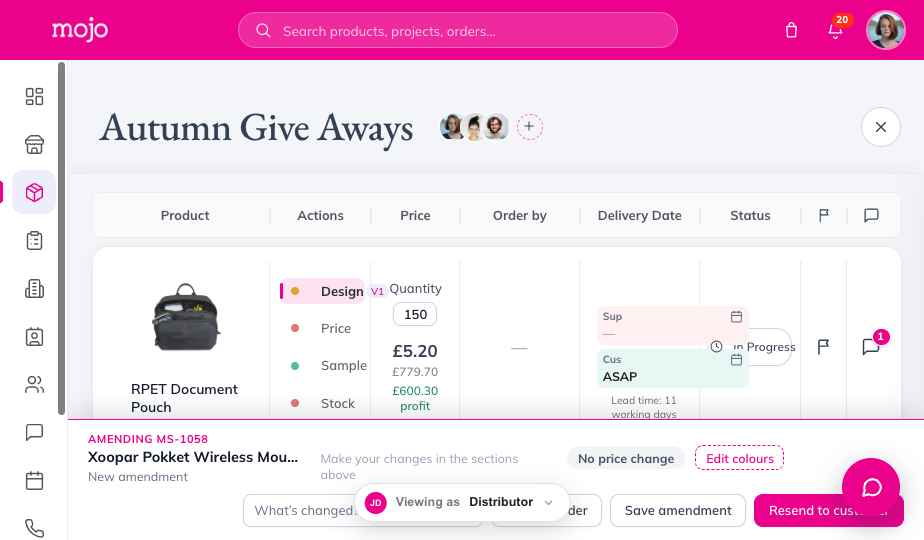 mojo
Search products, projects, orders...
20
Autumn Give Aways
Product
Actions
Price
Order by
Delivery Date
Status
Design V1
Price
Sample
Stock
Quantity
150
£5.20
£779.70
£600.30
profit
—
Sup
—
Cus
ASAP
Lead time: 11
working days
In Progress
1
RPET Document
Pouch
AMENDING MS-1058
Xoopar Pokket Wireless Mou...
New amendment
Make your changes in the sections
above
No price change
Edit colours
What's changed
JD Viewing as Distributor
der
Save amendment
Resend to